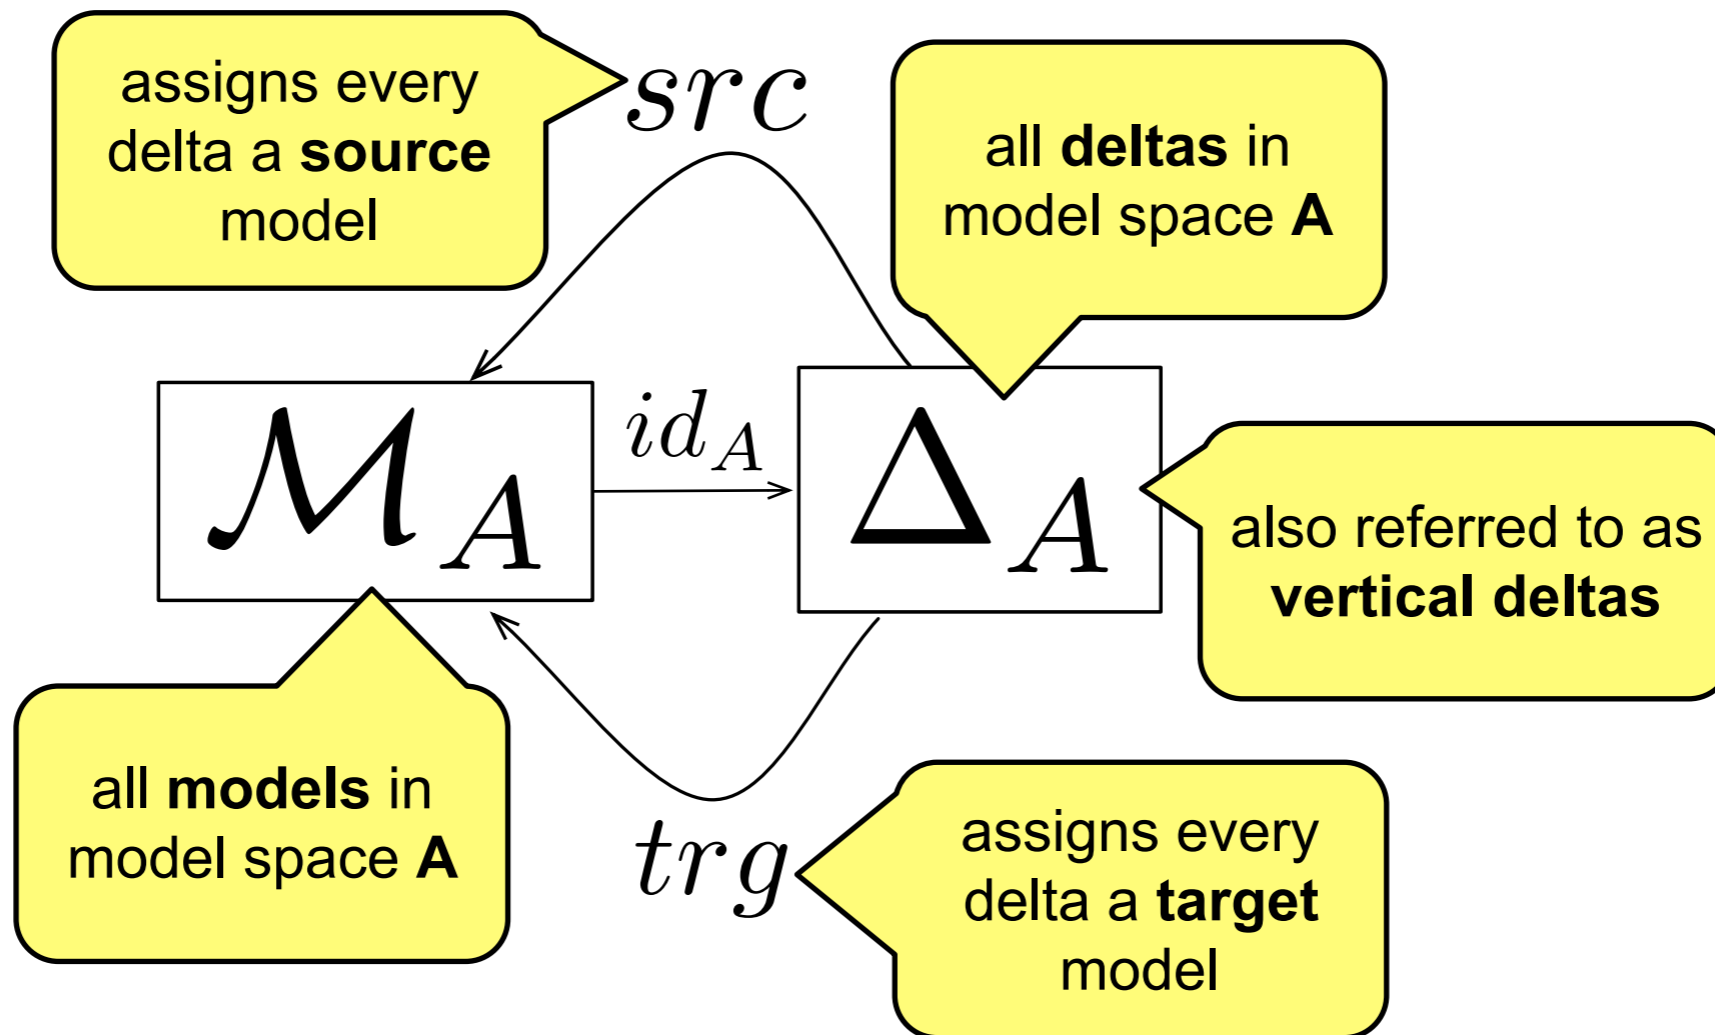 assigns every
delta a source
model
src
all deltas in
model space A
ℳ_A
id_A
Δ_A
also referred to as
vertical deltas
all models in
model space A
trg
assigns every
delta a target
model